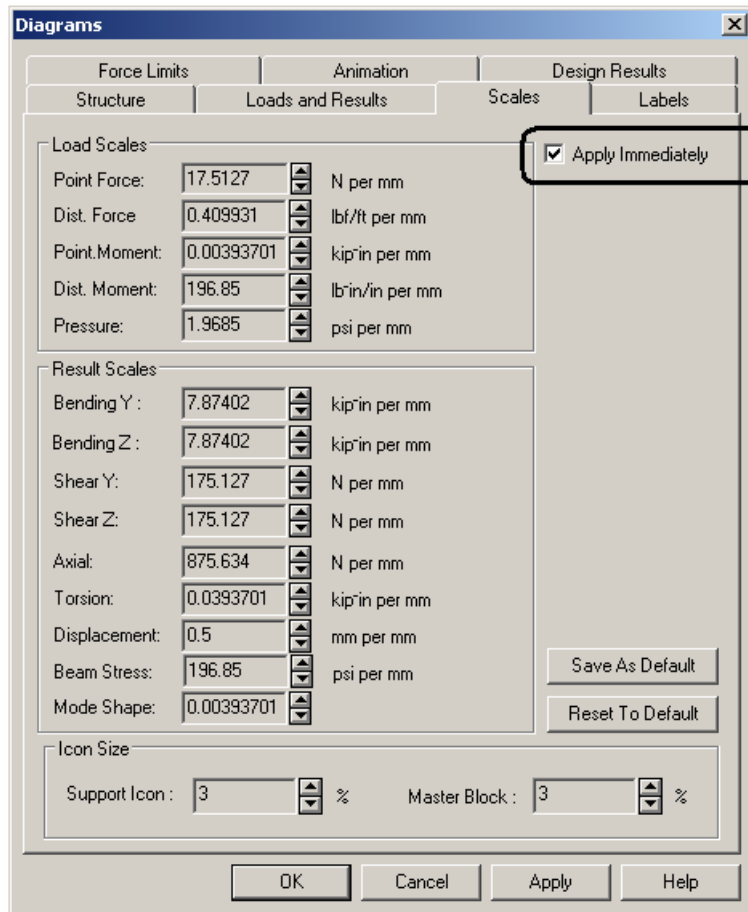 Diagrams
Force Limits Animation Design Results
Structure Loads and Results Scales Labels
Load Scales
Apply Immediately
Point Force: 17.5127 N per mm
Dist. Force 0.409931 lbf/ft per mm
Point.Moment: 0.00393701 kip-in per mm
Dist. Moment: 196.85 lb-in/in per mm
Pressure: 1.9685 psi per mm
Result Scales
Bending Y : 7.87402 kip-in per mm
Bending Z : 7.87402 kip-in per mm
Shear Y: 175.127 N per mm
Shear Z: 175.127 N per mm
Axial: 875.634 N per mm
Torsion: 0.0393701 kip-in per mm
Displacement: 0.5 mm per mm
Beam Stress: 196.85 psi per mm
Mode Shape: 0.00393701
Save As Default
Reset To Default
Icon Size
Support Icon : 3 % Master Block : 3 %
OK Cancel Apply Help